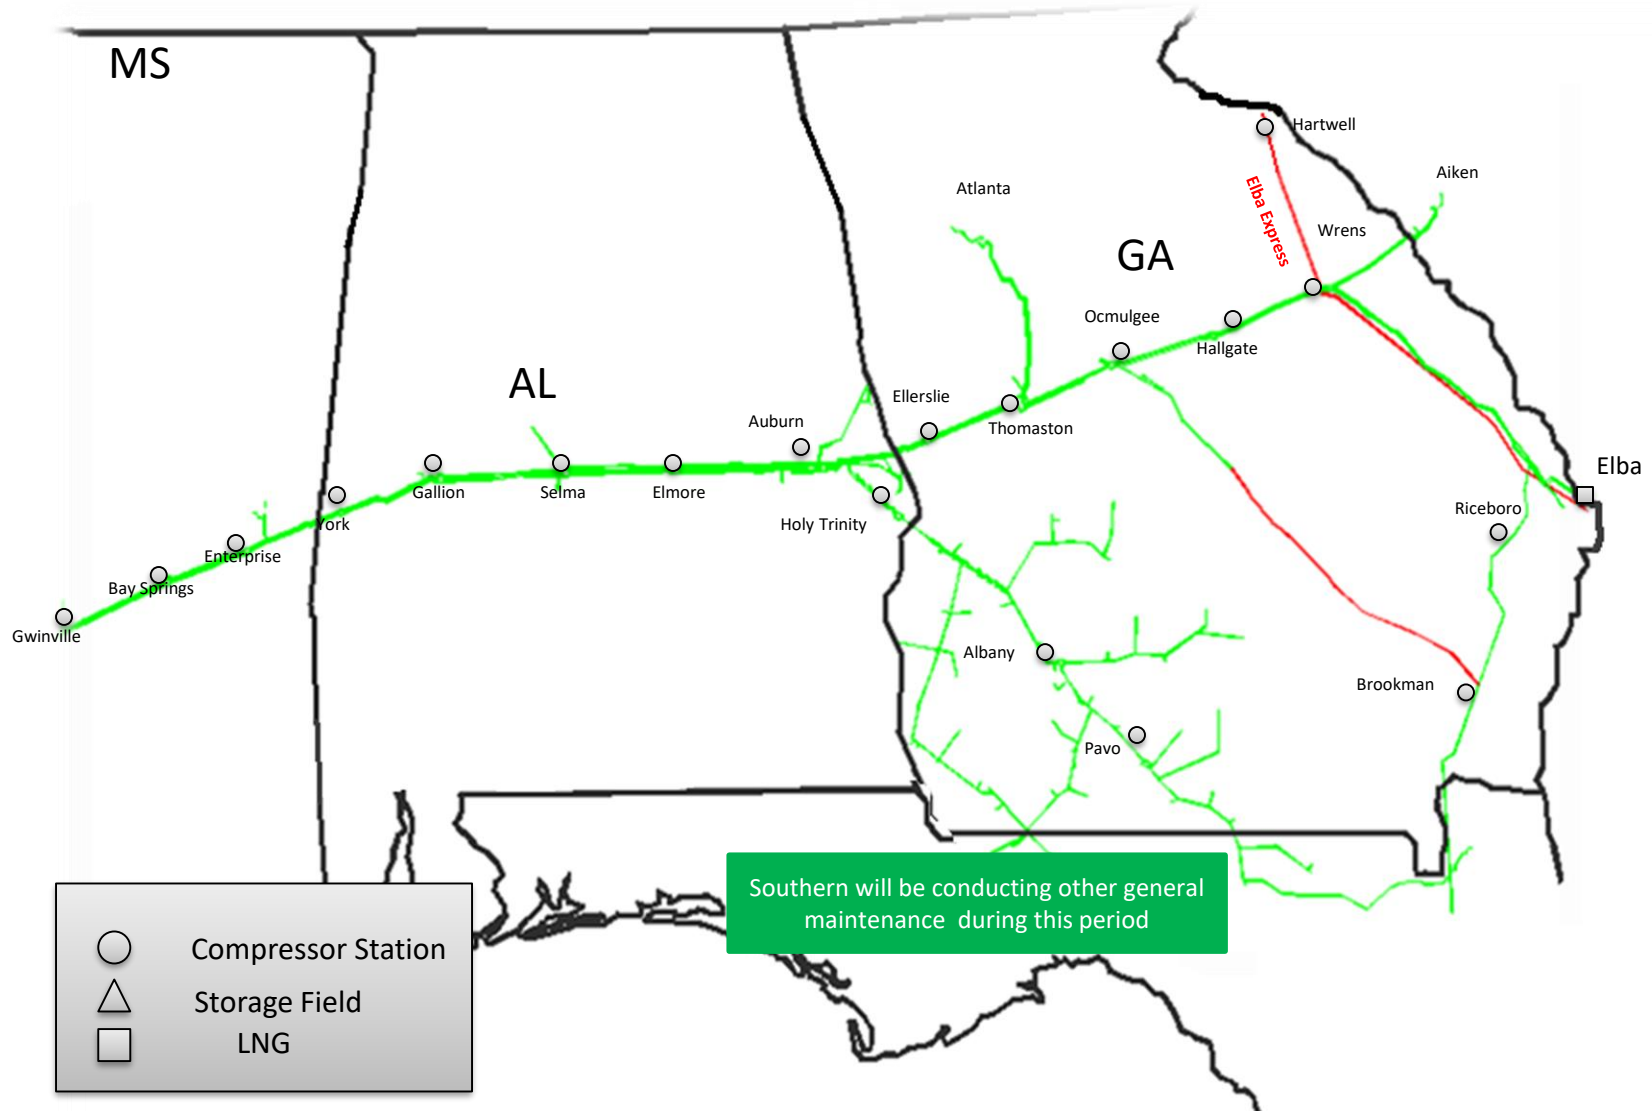 MS
Hartwell
Aiken
Atlanta
Elba Express
Wrens
GA
Ocmulgee
Hallgate
AL
Ellerslie
Auburn
Thomaston
Elba
Gallion
Selma
Elmore
Riceboro
York
Holy Trinity
Enterprise
Bay Springs
Gwinville
Albany
Brookman
Pavo
Southern will be conducting other general
maintenance during this period
Compressor Station
Storage Field
LNG